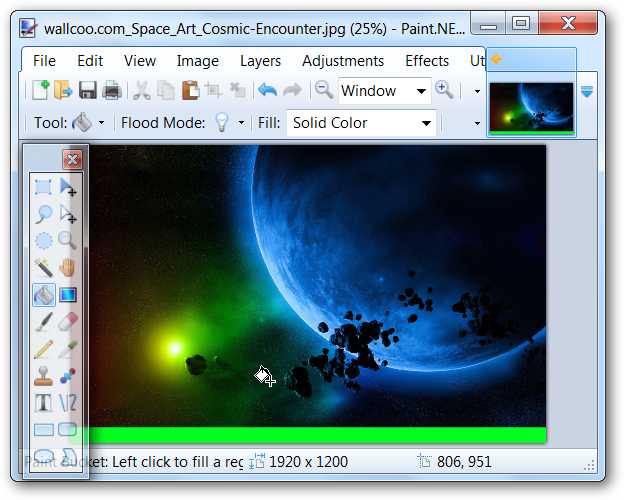 wallcoo.com_Space_Art_Cosmic-Encounter.jpg (25%) - Paint.NE...
File Edit View Image Layers Adjustments Effects Ut
Window
Tool: Flood Mode: Fill: Solid Color
T
Paint Bucket: Left click to fill a reg 1920 x 1200 806, 951